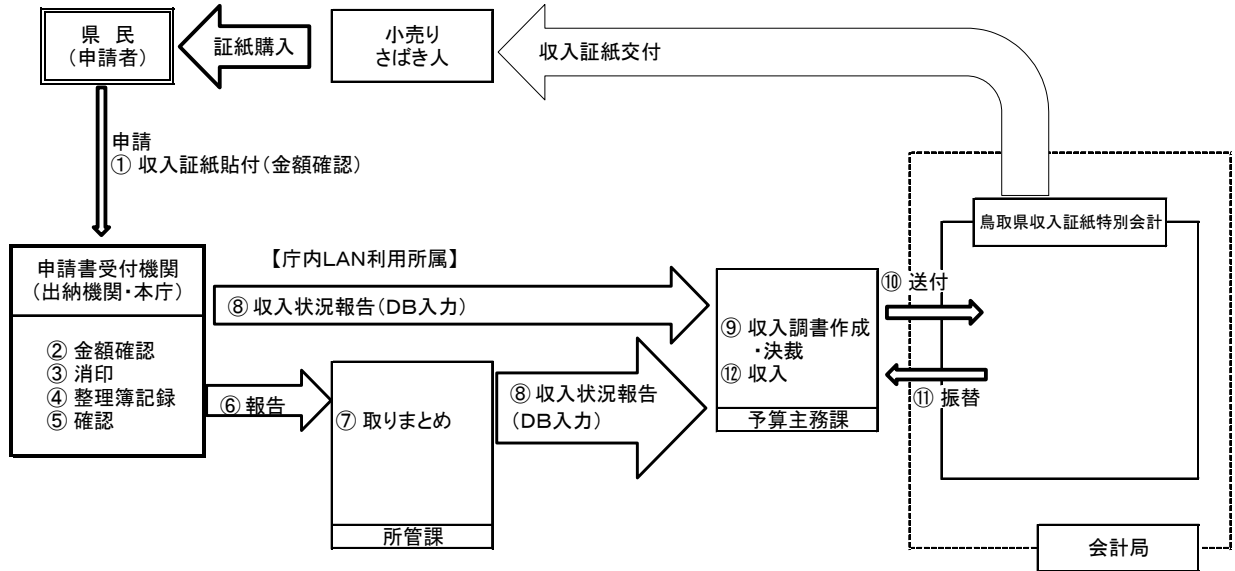 県 民
(申請者)
証紙購入
小売り
さばき人
収入証紙交付
申請
① 収入証紙貼付(金額確認)
鳥取県収入証紙特別会計
申請書受付機関
(出納機関・本庁)
【庁内LAN利用所属】
⑧ 収入状況報告(DB入力)
② 金額確認
③ 消印
④ 整理簿記録
⑤ 確認
⑥ 報告
⑦ 取りまとめ
所管課
⑧ 収入状況報告
(DB入力)
⑨ 収入調書作成
・決裁
⑫ 収入
予算主務課
⑩ 送付
⑪ 振替
会計局